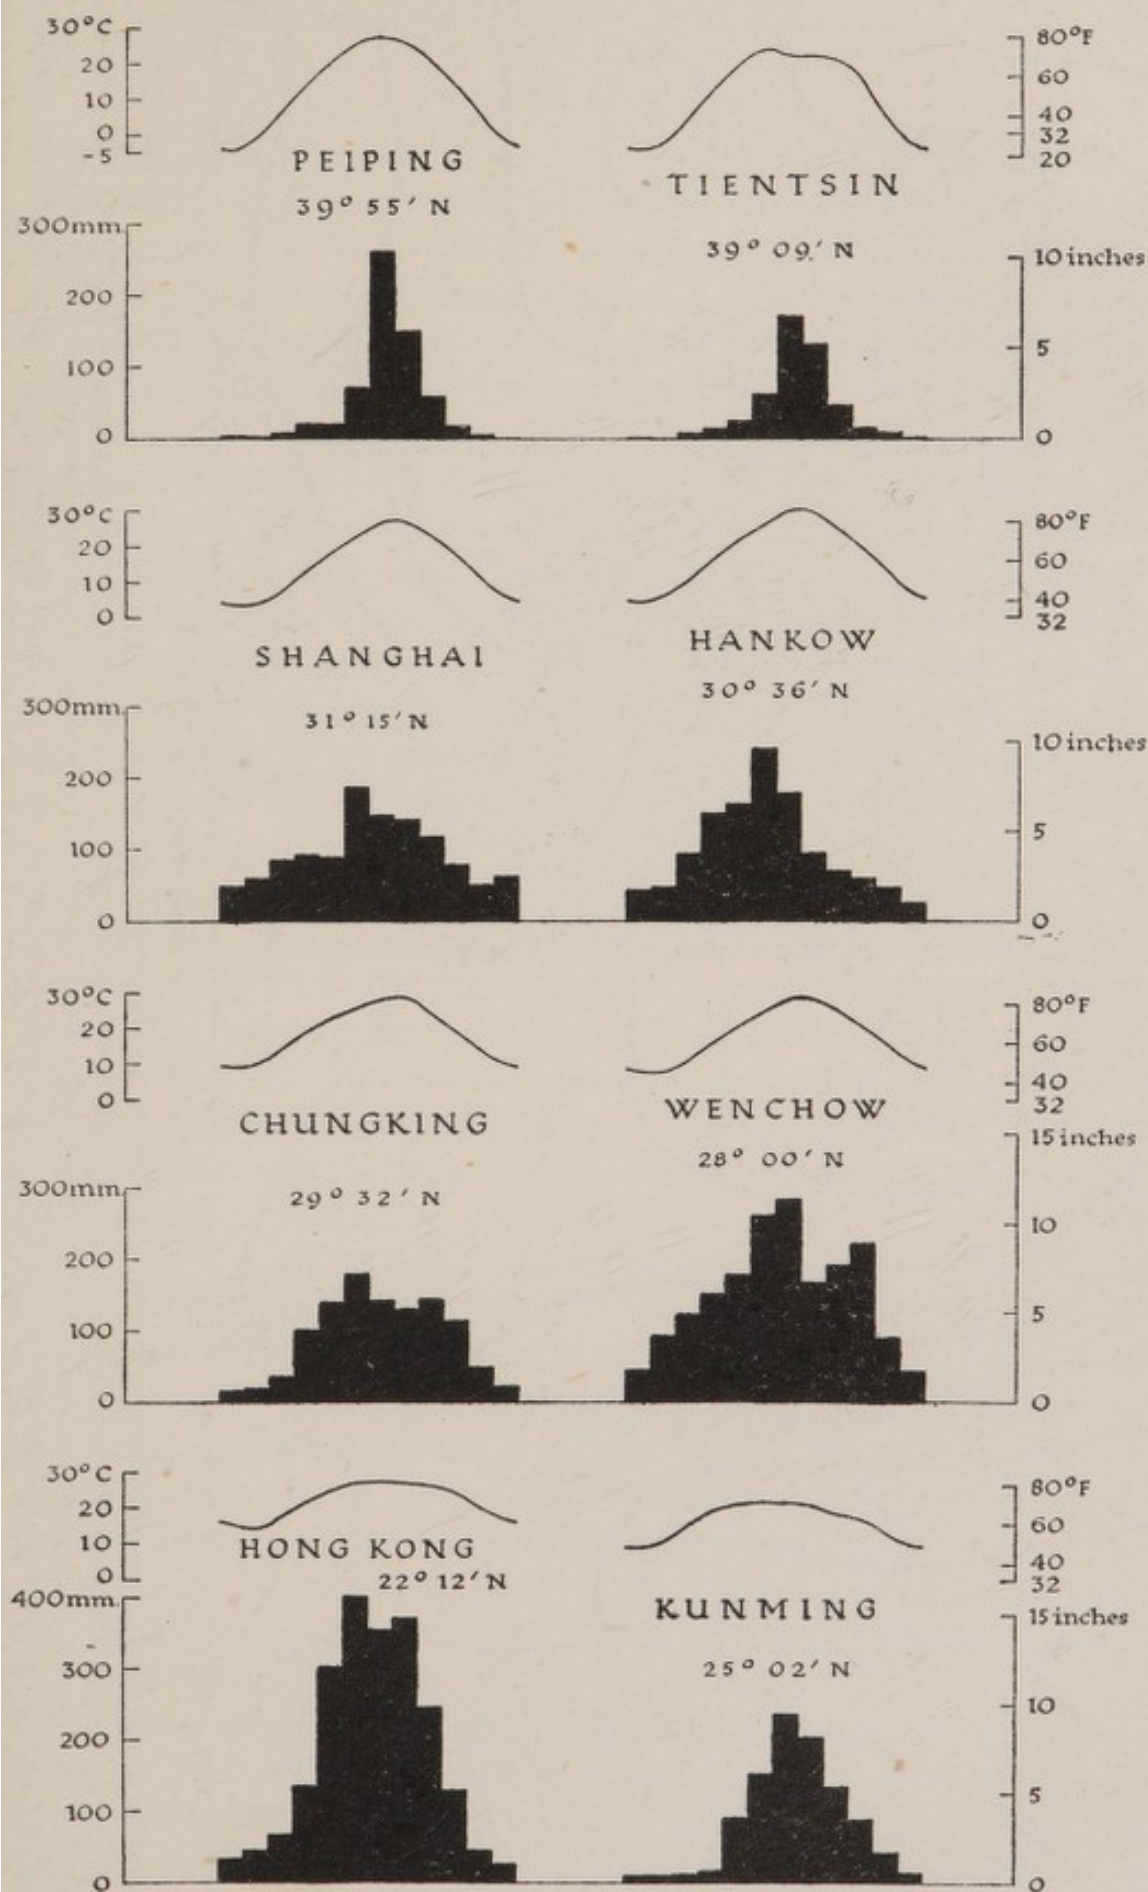 30°C
20
10
0
-5
80°F
60
40
32
20
PEIPING
39° 55′ N
TIENTSIN
39° 09′ N
300mm
200
100
0
10 inches
5
0
30°C
20
10
0
80°F
60
40
32
SHANGHAI
31° 15′ N
HANKOW
30° 36′ N
300mm
200
100
0
10 inches
5
0
30°C
20
10
0
80°F
60
40
32
CHUNGKING
29° 32′ N
WENCHOW
28° 00′ N
300mm
200
100
0
15 inches
10
5
0
30°C
20
10
0
80°F
60
40
32
HONG KONG
22° 12′ N
KUNMING
25° 02′ N
400mm
300
200
100
0
15 inches
10
5
0